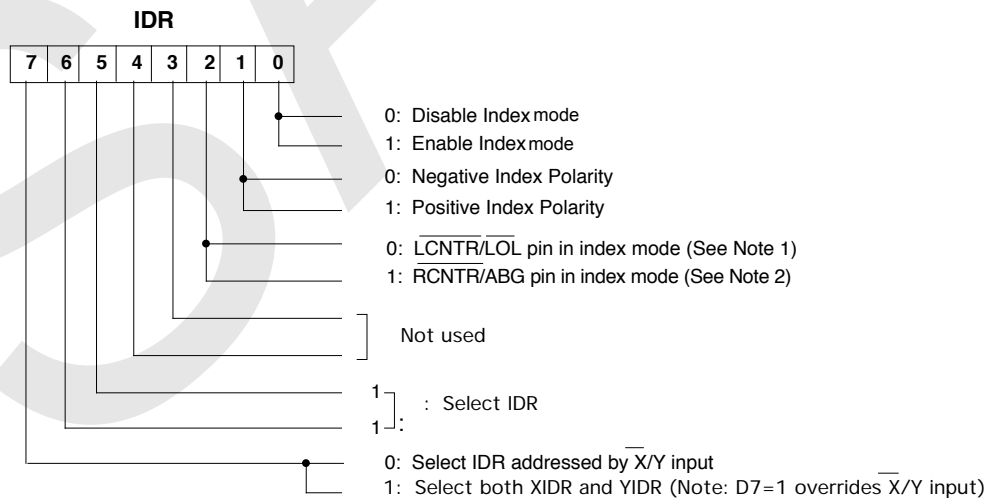 IDR
7 6 5 4 3 2 1 0
0: Disable Index mode
1: Enable Index mode
0: Negative Index Polarity
1: Positive Index Polarity
0: LCNTR/LOL pin in index mode (See Note 1)
1: RCNTR/ABG pin in index mode (See Note 2)
Not used
1
: Select IDR
1 :
0: Select IDR addressed by X/Y input
1: Select both XIDR and YIDR (Note: D7=1 overrides X/Y input)